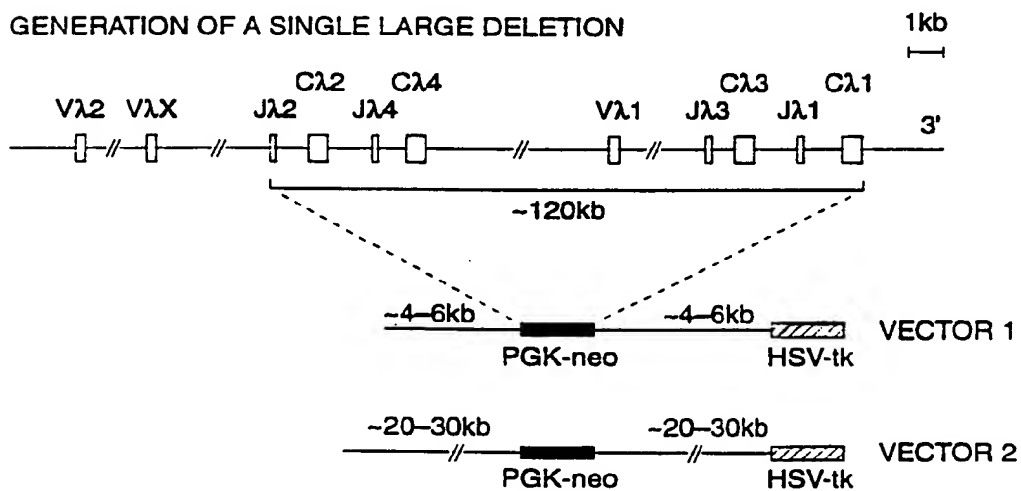 GENERATION OF A SINGLE LARGE DELETION
1kb
Vλ2 VλX Jλ2 Cλ2 Jλ4 Cλ4 Vλ1 Jλ3 Cλ3 Jλ1 Cλ1 3'
~120kb
~4–6kb ~4–6kb VECTOR 1
PGK-neo HSV-tk
~20–30kb ~20–30kb VECTOR 2
PGK-neo HSV-tk